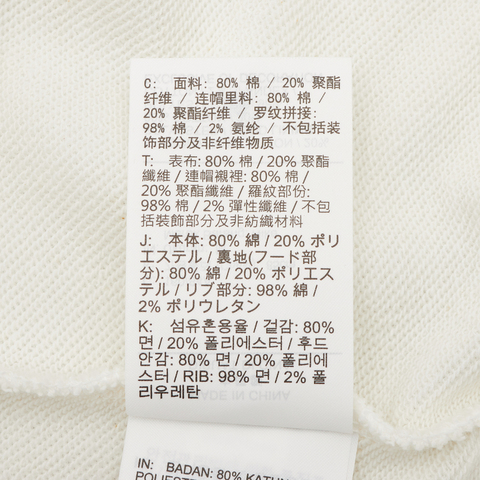 C: 面料: 80% 棉 / 20% 聚酯
纤维 / 连帽里料: 80% 棉 /
20% 聚酯纤维 / 罗纹拼接:
98% 棉 / 2% 氨纶 / 不包括装
饰部分及非纤维物质
T: 表布: 80% 棉 / 20% 聚酯
纖維 / 連帽襯裡: 80% 棉 /
20% 聚酯纖維 / 羅紋部份:
98% 棉 / 2% 彈性纖維 / 不包
括裝飾部分及非紡織材料
J: 本体: 80% 綿 / 20% ポリ
エステル / 裏地(フード部
分): 80% 綿 / 20% ポリエス
テル / リブ部分: 98% 綿 /
2% ポリウレタン
K: 섬유혼용율 / 겉감: 80%
면 / 20% 폴리에스터 / 후드
안감: 80% 면 / 20% 폴리에
스터 / RIB: 98% 면 / 2% 폴
리우레탄
MADE IN CHINA
IN: BADAN: 80% KATUN